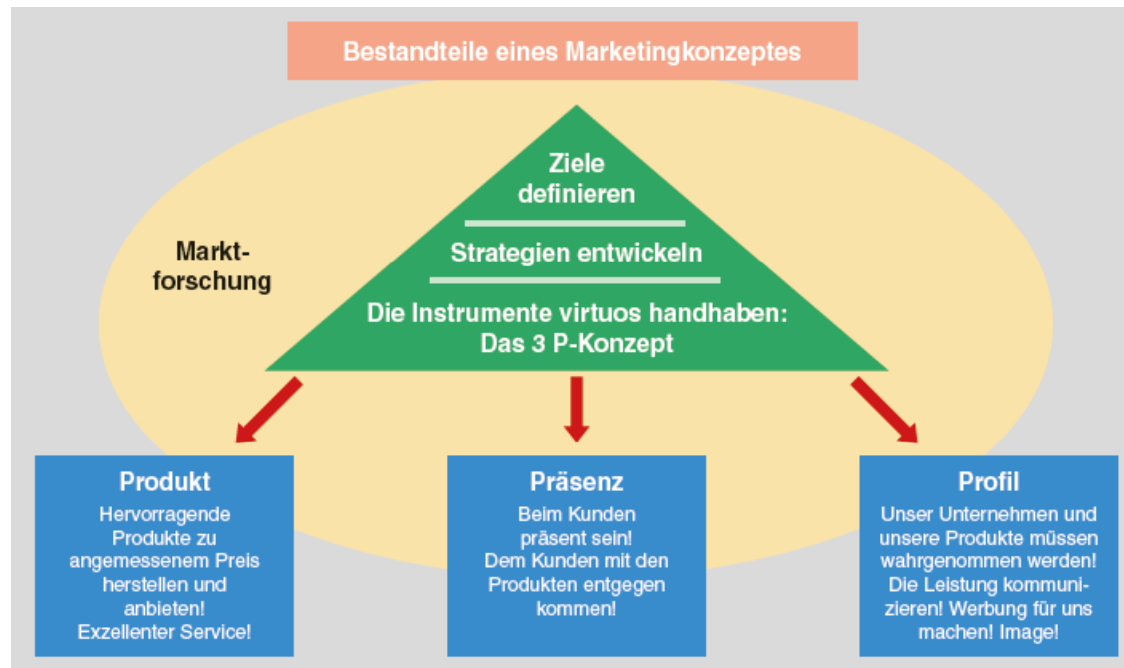 Bestandteile eines Marketingkonzeptes
Ziele
definieren
Strategien entwickeln
Markt-
forschung
Die Instrumente virtuos handhaben:
Das 3 P-Konzept
Produkt
Hervorragende
Produkte zu
angemessenem Preis
herstellen und
anbieten!
Exzellenter Service!
Präsenz
Beim Kunden
präsent sein!
Dem Kunden mit den
Produkten entgegen
kommen!
Profil
Unser Unternehmen und
unsere Produkte müssen
wahrgenommen werden!
Die Leistung kommuni-
zieren! Werbung für uns
machen! Image!